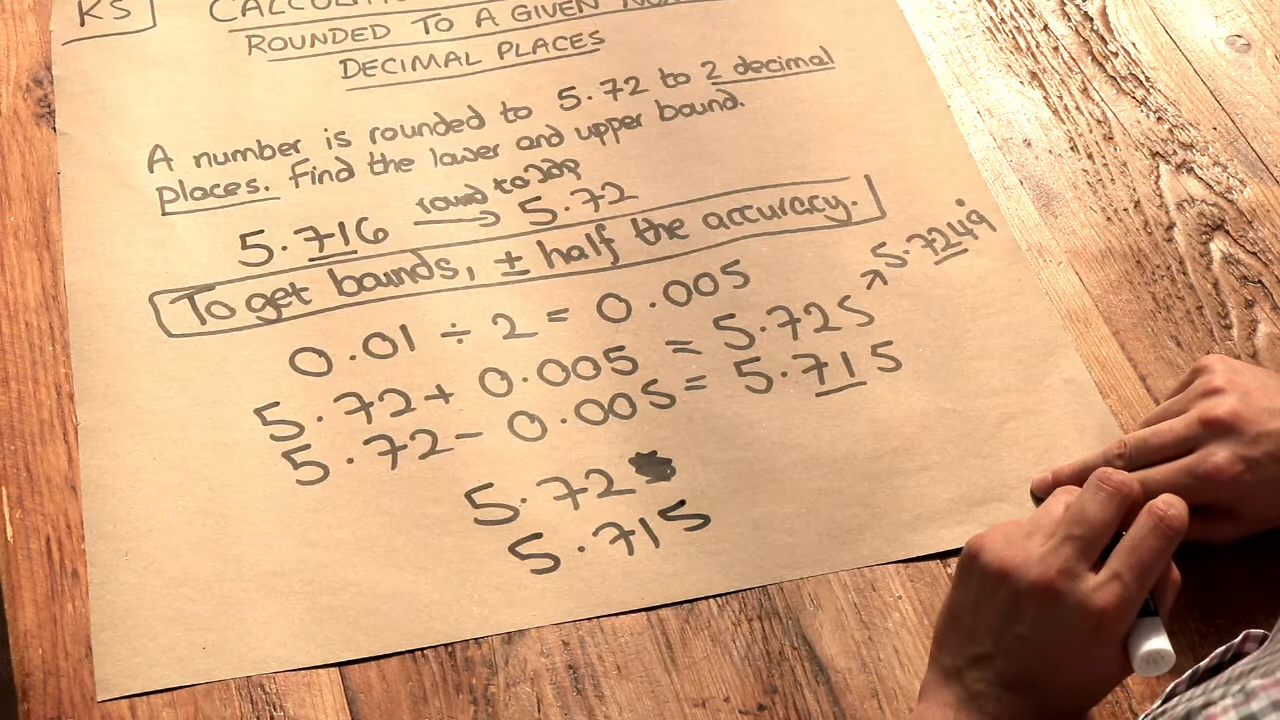 KS
ROUNDED TO A GIVEN
DECIMAL PLACES
A number is rounded to 5.72 to 2 decimal
places. Find the lower and upper bound.
5.716 round to 2dp 5.72
To get bounds, ± half the accuracy.
0.01 ÷ 2 = 0.005
5.72 + 0.005 = 5.725 ↗ 5.7249̇
5.72 - 0.005 = 5.715
5.72
5.715